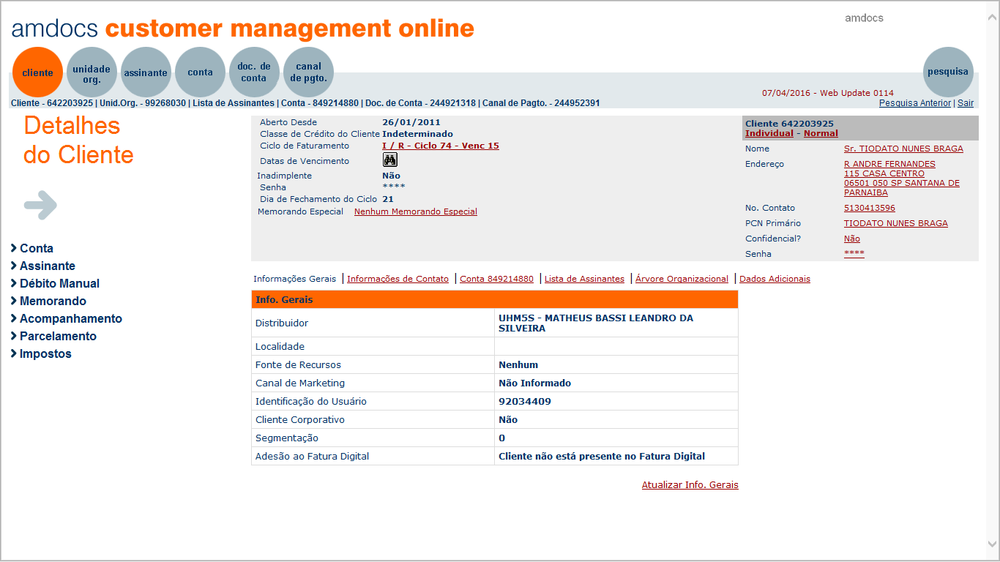 amdocs
amdocs customer management online
cliente
unidade org.
assinante
conta
doc. de conta
canal de pgto.
pesquisa
07/04/2016 - Web Update 0114
Cliente - 642203925 | Unid.Org. - 99268030 | Lista de Assinantes | Conta - 849214880 | Doc. de Conta - 244921318 | Canal de Pagto. - 244952391
Pesquisa Anterior | Sair
Detalhes
do Cliente
Conta
Assinante
Débito Manual
Memorando
Acompanhamento
Parcelamento
Impostos
Aberto Desde 26/01/2011
Classe de Crédito do Cliente Indeterminado
Ciclo de Faturamento I / R - Ciclo 74 - Venc 15
Datas de Vencimento
Inadimplente Não
Senha ****
Dia de Fechamento do Ciclo 21
Memorando Especial Nenhum Memorando Especial
Cliente 642203925
Individual - Normal
Nome Sr. TIODATO NUNES BRAGA
Endereço R ANDRE FERNANDES
115 CASA CENTRO
06501 050 SP SANTANA DE
PARNAIBA
No. Contato 5130413596
PCN Primário TIODATO NUNES BRAGA
Confidencial? Não
Senha ****
Informações Gerais | Informações de Contato | Conta 849214880 | Lista de Assinantes | Árvore Organizacional | Dados Adicionais
Info. Gerais
Distribuidor UHM5S - MATHEUS BASSI LEANDRO DA
SILVEIRA
Localidade
Fonte de Recursos Nenhum
Canal de Marketing Não Informado
Identificação do Usuário 92034409
Cliente Corporativo Não
Segmentação 0
Adesão ao Fatura Digital Cliente não está presente no Fatura Digital
Atualizar Info. Gerais